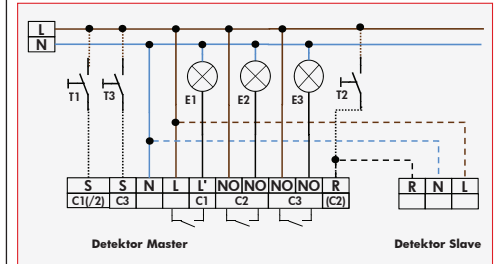 L
N
T1 T3 E1 E2 E3 T2
S S N L L' NO NO NO NO R R N L
C1(/2) C3 C1 C2 C3 (C2)
Detektor Master Detektor Slave